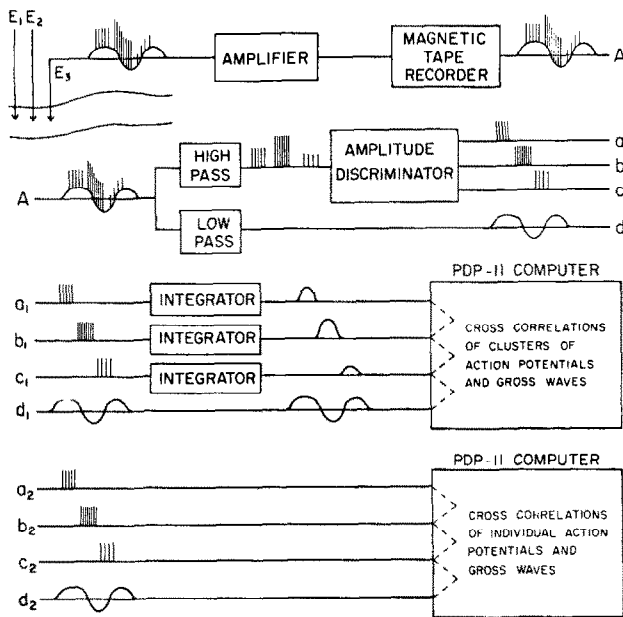 E1 E2
E3
AMPLIFIER
MAGNETIC
TAPE
RECORDER
A
A
HIGH
PASS
LOW
PASS
AMPLITUDE
DISCRIMINATOR
a
b
c
d
PDP-11 COMPUTER
a1
INTEGRATOR
b1
INTEGRATOR
c1
INTEGRATOR
d1
CROSS CORRELATIONS
OF CLUSTERS OF
ACTION POTENTIALS
AND GROSS WAVES
PDP-11 COMPUTER
a2
b2
c2
d2
CROSS CORRELATIONS
OF INDIVIDUAL ACTION
POTENTIALS AND
GROSS WAVES